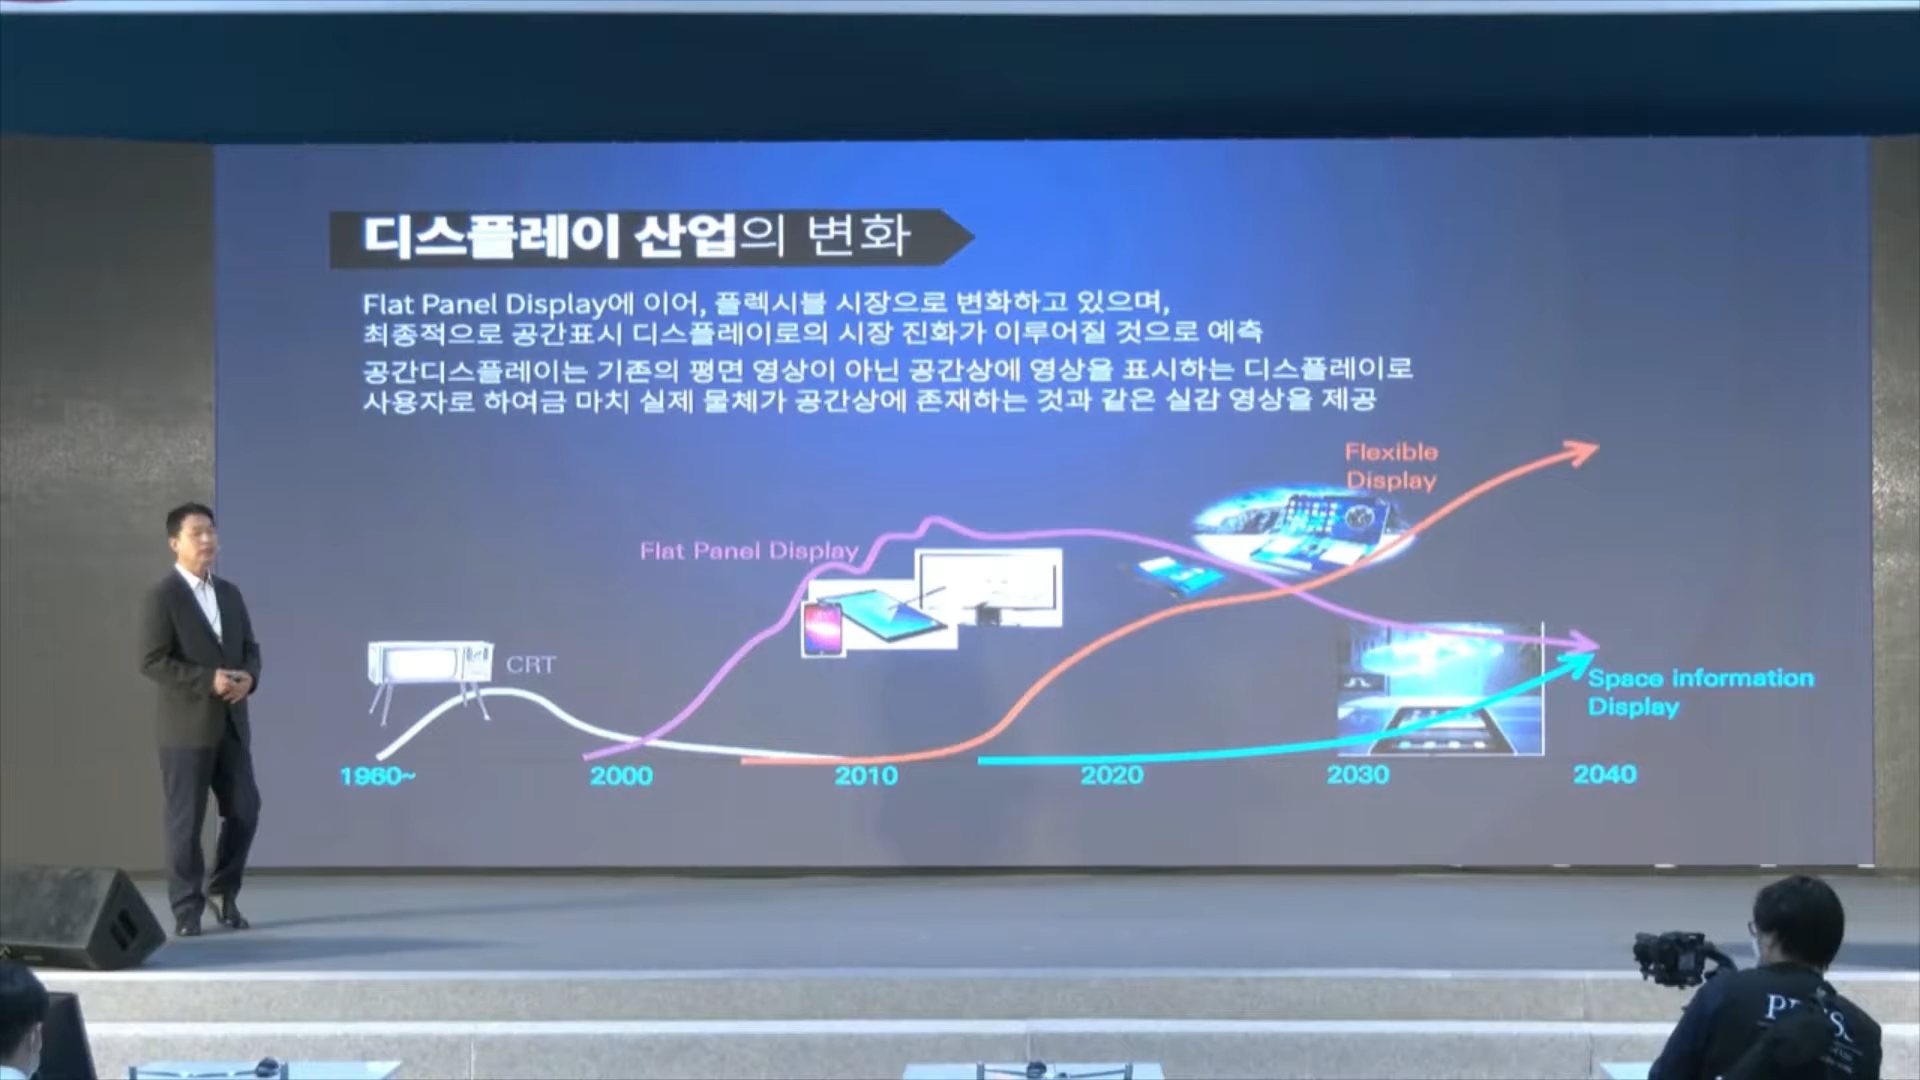 디스플레이 산업의 변화
Flat Panel Display에 이어, 플렉시블 시장으로 변화하고 있으며,
최종적으로 공간표시 디스플레이로의 시장 진화가 이루어질 것으로 예측
공간디스플레이는 기존의 평면 영상이 아닌 공간상에 영상을 표시하는 디스플레이로
사용자로 하여금 마치 실제 물체가 공간상에 존재하는 것과 같은 실감 영상을 제공
Flexible
Display
Flat Panel Display
CRT
Space information
Display
1960~
2000
2010
2020
2030
2040